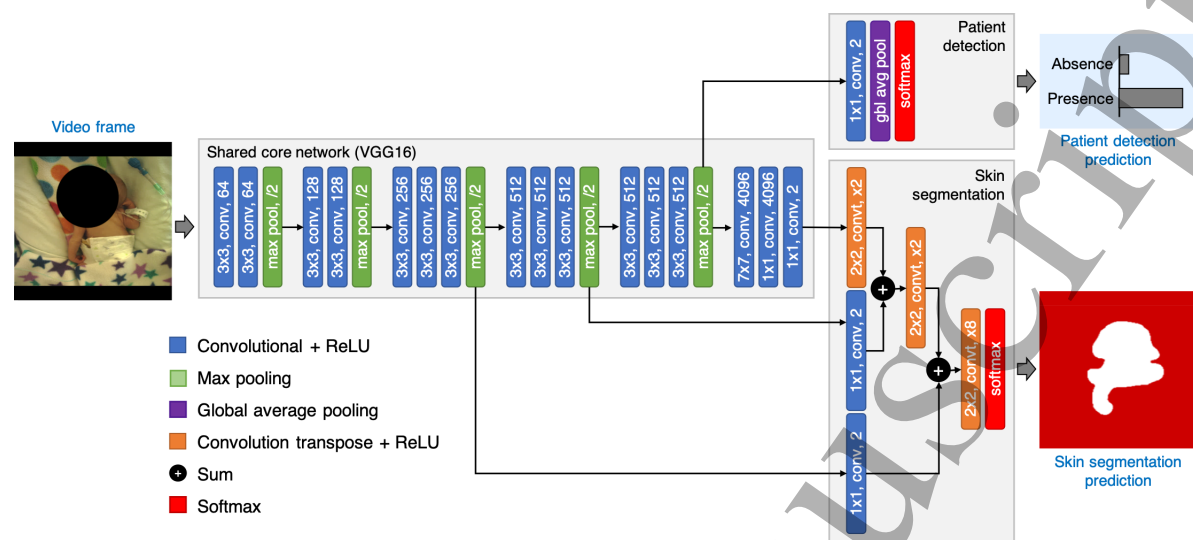 Video frame
Shared core network (VGG16)
3x3, conv, 64
3x3, conv, 64
max pool, /2
3x3, conv, 128
3x3, conv, 128
max pool, /2
3x3, conv, 256
3x3, conv, 256
3x3, conv, 256
max pool, /2
3x3, conv, 512
3x3, conv, 512
3x3, conv, 512
max pool, /2
3x3, conv, 512
3x3, conv, 512
3x3, conv, 512
max pool, /2
7x7, conv, 4096
1x1, conv, 4096
1x1, conv, 2
Patient
detection
1x1, conv, 2
gbl avg pool
softmax
Absence
Presence
Patient detection
prediction
Skin
segmentation
2x2, convt, x2
1x1, conv, 2
1x1, conv, 2
+
2x2, convt, x2
+
2x2, convt, x8
softmax
Skin segmentation
prediction
Convolutional + ReLU
Max pooling
Global average pooling
Convolution transpose + ReLU
+
Sum
Softmax
uscrip